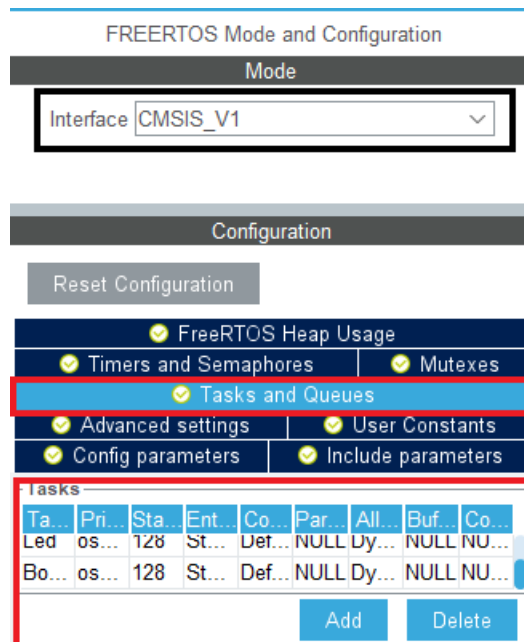 FREERTOS Mode and Configuration
Mode
Interface CMSIS_V1
Configuration
Reset Configuration
FreeRTOS Heap Usage
Timers and Semaphores Mutexes
Tasks and Queues
Advanced settings User Constants
Config parameters Include parameters
Tasks
Ta... Pri... Sta... Ent... Co... Par... All... Buf... Co...
Led os... 128 St... Def... NULL Dy... NULL NU...
Bo... os... 128 St... Def... NULL Dy... NULL NU...
Add Delete